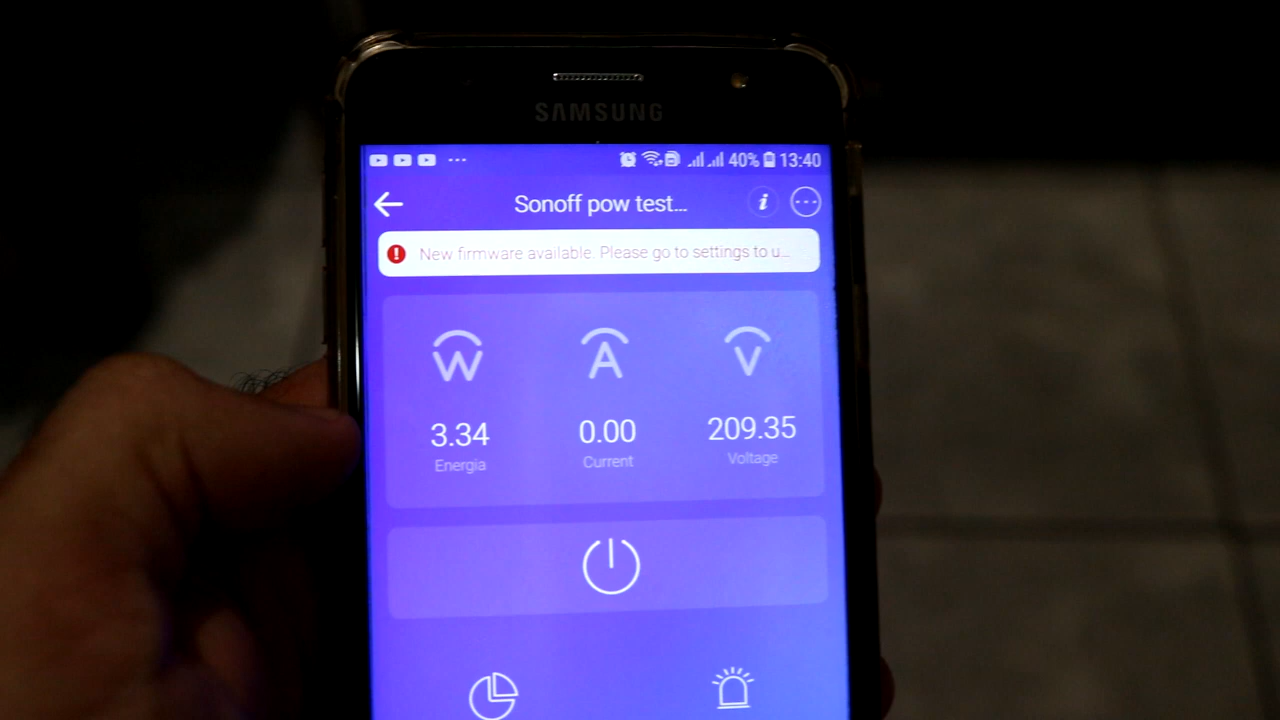 SAMSUNG
... 40% 13:40
Sonoff pow test... i ...
! New firmware available. Please go to settings to u...
W A V
3.34 0.00 209.35
Energia Current Voltage